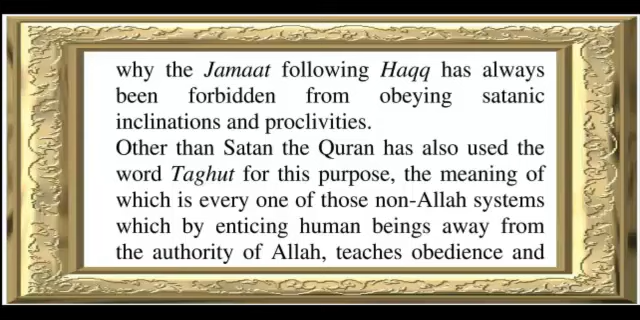 why the Jamaat following Haqq has always
been forbidden from obeying satanic
inclinations and proclivities.
Other than Satan the Quran has also used the
word Taghut for this purpose, the meaning of
which is every one of those non-Allah systems
which by enticing human beings away from
the authority of Allah, teaches obedience and